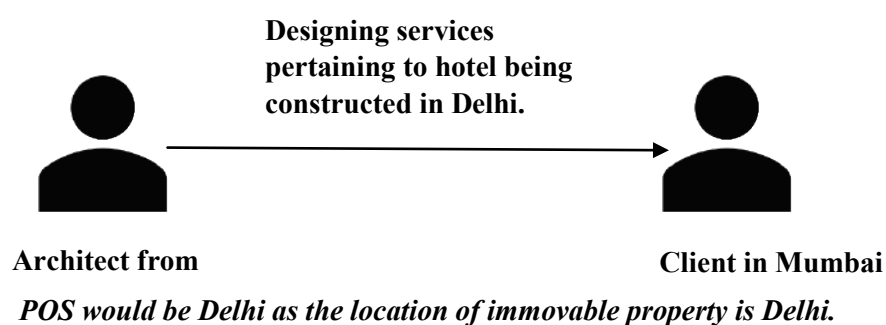 Designing services
pertaining to hotel being
constructed in Delhi.
Architect from
Client in Mumbai
POS would be Delhi as the location of immovable property is Delhi.